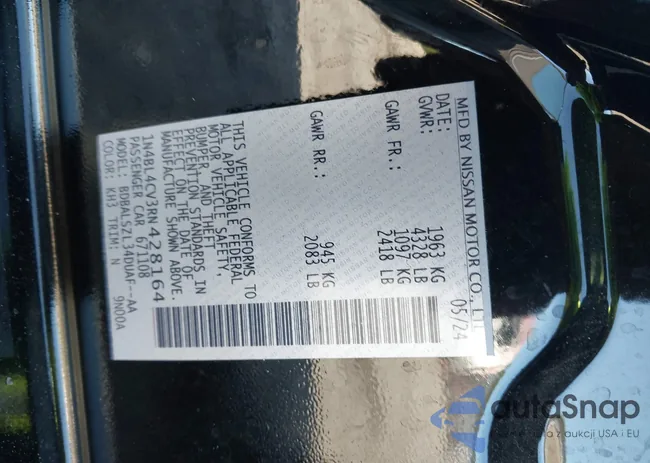 MFD BY NISSAN MOTOR CO., LT
DATE: 05/24
GVWR: 1963 KG
4328 LB
GAWR FR.: 1097 KG
2418 LB
GAWR RR.: 945 KG
2083 LB
THIS VEHICLE CONFORMS TO
ALL APPLICABLE FEDERAL
MOTOR VEHICLE SAFETY,
BUMPER, AND THEFT
PREVENTION STANDARDS IN
EFFECT ON THE DATE OF
MANUFACTURE SHOWN ABOVE.
1N4BL4CV3RN428164
PASSENGER CAR 671108
MODEL: BDBALSZL34DUAF--AA
COLOR: KH3 TRIM: N 9N00A
autoSnap
a z aukcji USA i EU